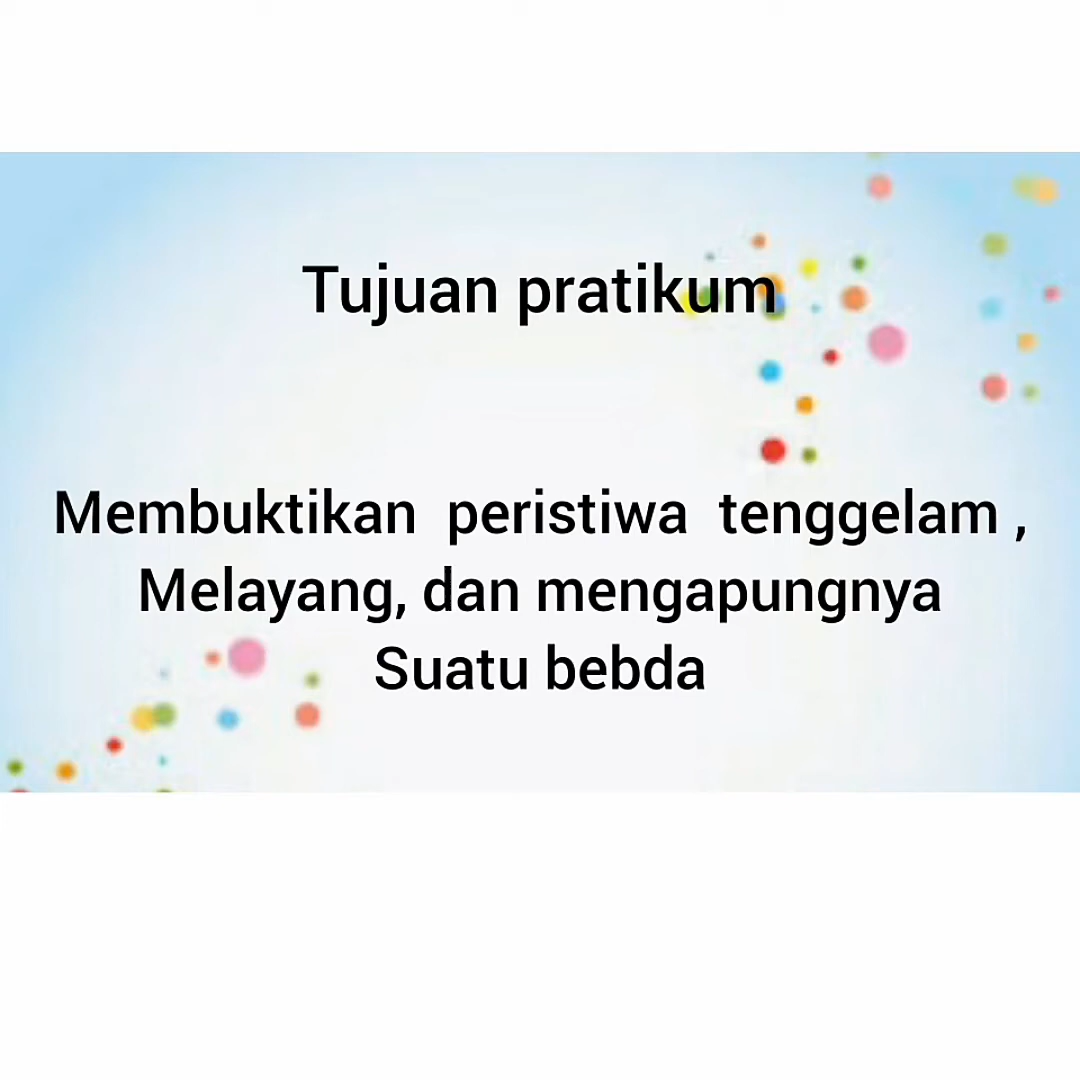 Tujuan pratikum
Membuktikan peristiwa tenggelam ,
Melayang, dan mengapungnya
Suatu bebda